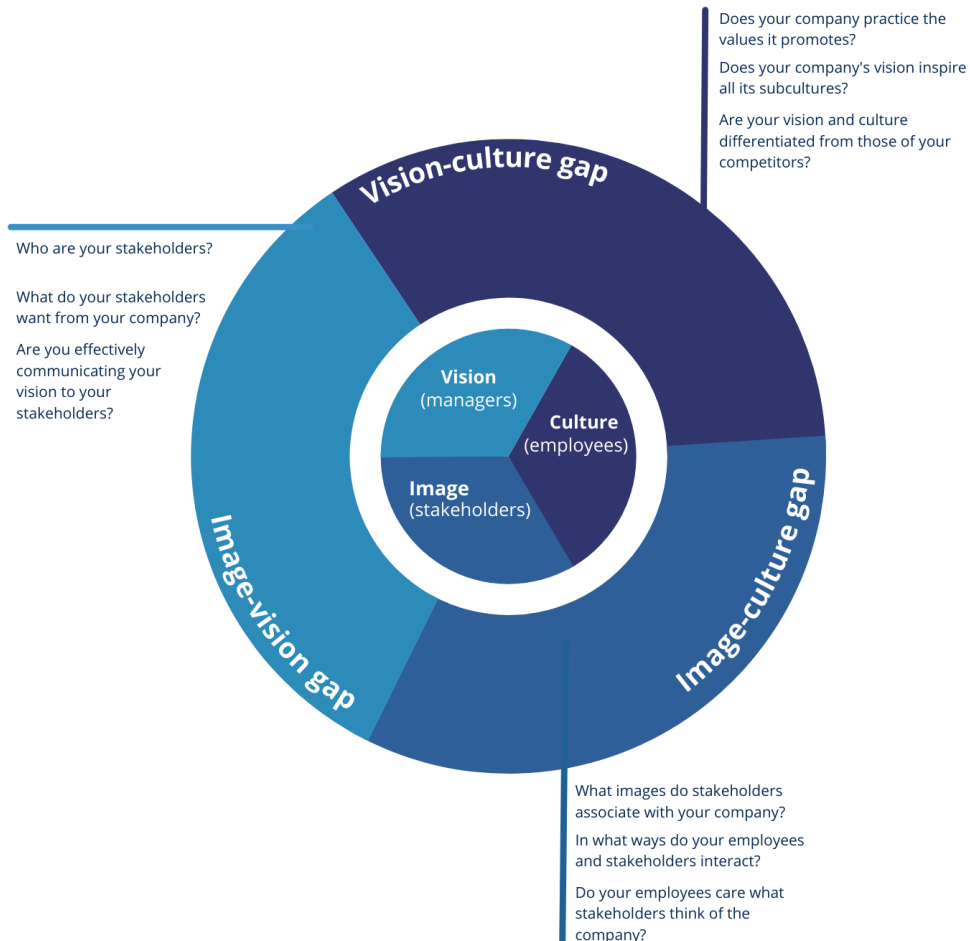 Does your company practice the
values it promotes?
Does your company's vision inspire
all its subcultures?
Are your vision and culture
differentiated from those of your
competitors?
Vision-culture gap
Who are your stakeholders?
What do your stakeholders
want from your company?
Are you effectively
communicating your
vision to your
stakeholders?
Vision
(managers)
Culture
(employees)
Image
(stakeholders)
Image-vision gap
Image-culture gap
What images do stakeholders
associate with your company?
In what ways do your employees
and stakeholders interact?
Do your employees care what
stakeholders think of the
company?